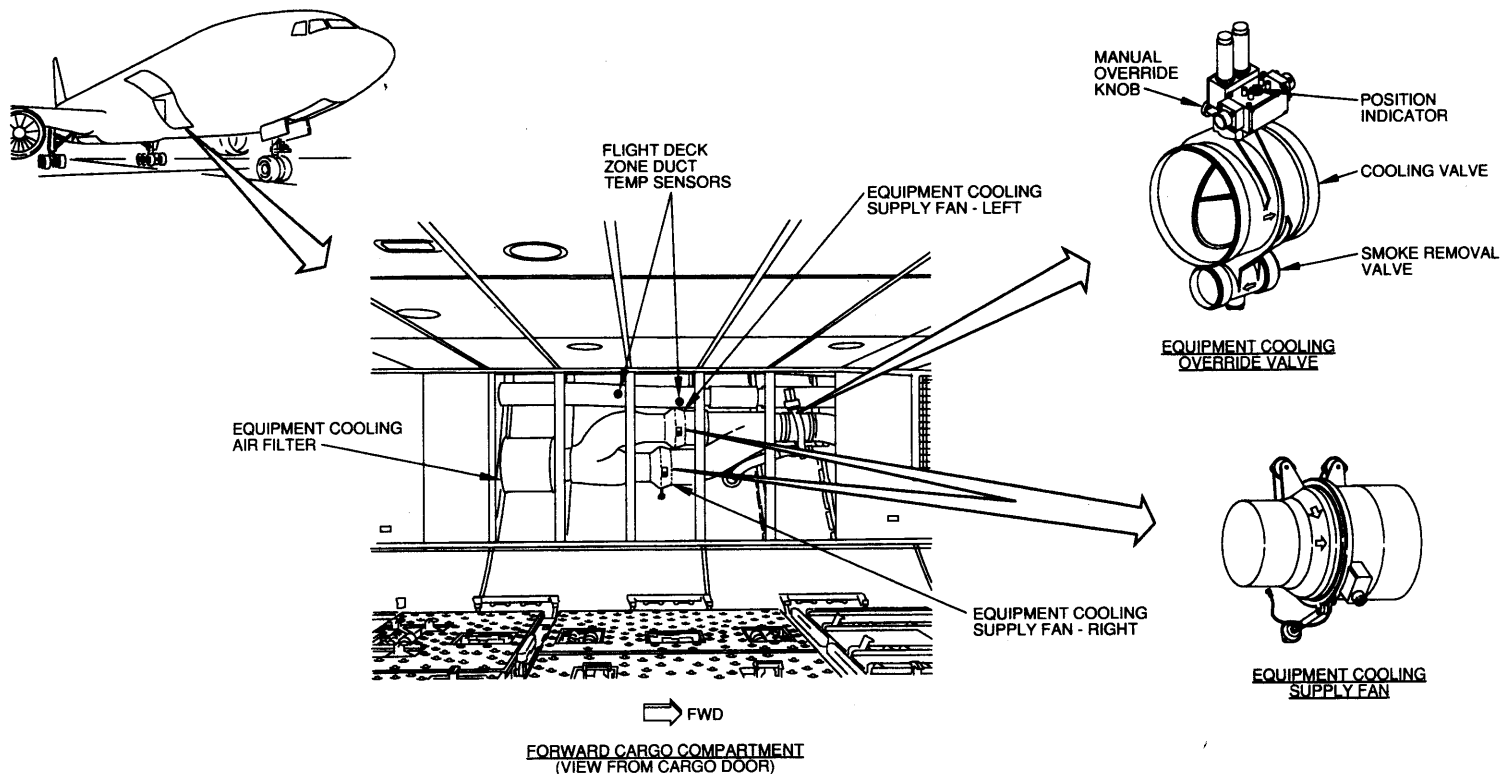 MANUAL
OVERRIDE
KNOB
POSITION
INDICATOR
COOLING VALVE
SMOKE REMOVAL
VALVE
EQUIPMENT COOLING
OVERRIDE VALVE
FLIGHT DECK
ZONE DUCT
TEMP SENSORS
EQUIPMENT COOLING
SUPPLY FAN - LEFT
EQUIPMENT COOLING
AIR FILTER
EQUIPMENT COOLING
SUPPLY FAN - RIGHT
EQUIPMENT COOLING
SUPPLY FAN
FWD
FORWARD CARGO COMPARTMENT
(VIEW FROM CARGO DOOR)